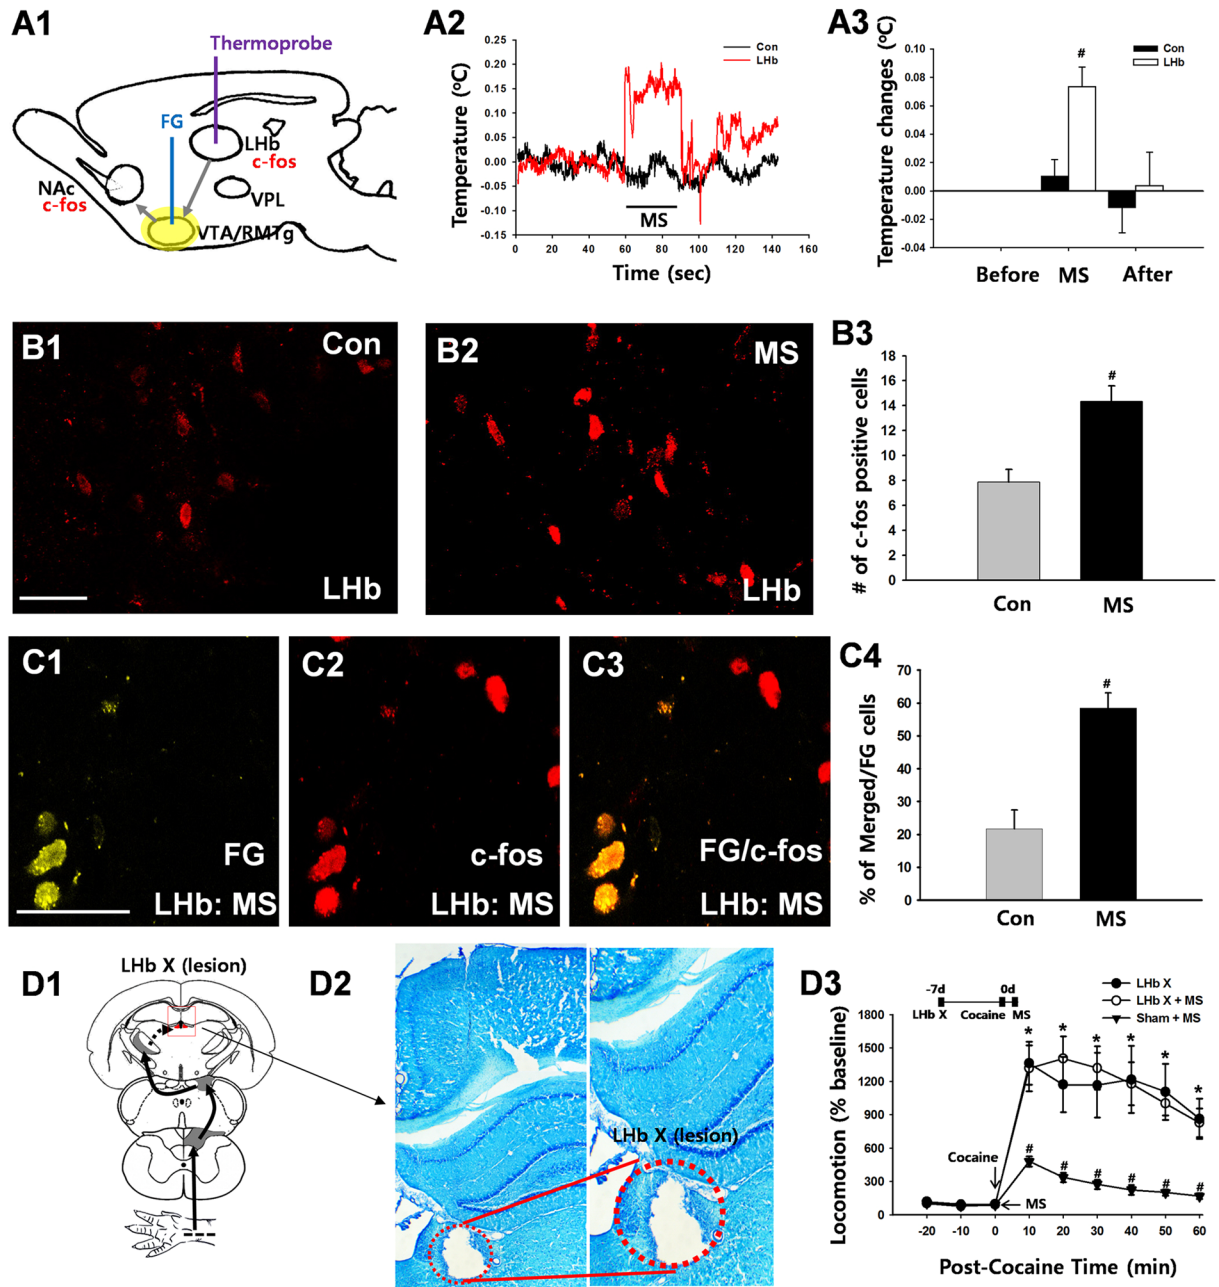 A1
Thermoprobe
FG
LHb
c-fos
NAc
c-fos
VPL
VTA/RMTg
A2
Temperature (oC)
0.25
0.20
0.15
0.10
0.05
0.00
-0.05
-0.10
-0.15
Con
LHb
MS
0 20 40 60 80 100 120 140 160
Time (sec)
A3
Temperature changes (oC)
0.10
0.08
0.06
0.04
0.02
0.00
-0.02
-0.04
#
Con
LHb
Before MS After
B1
Con
LHb
B2
MS
LHb
B3
# of c-fos positive cells
18
16
14
12
10
8
6
4
2
0
#
Con MS
C1
FG
LHb: MS
C2
c-fos
LHb: MS
C3
FG/c-fos
LHb: MS
C4
% of Merged/FG cells
70
60
50
40
30
20
10
0
#
Con MS
D1
LHb X (lesion)
D2
LHb X (lesion)
D3
-7d 0d
LHb X Cocaine MS
LHb X
LHb X + MS
Sham + MS
Locomotion (% baseline)
1800
1500
1200
900
600
300
0
* * * * * *
Cocaine
MS
# # # # # #
-20 -10 0 10 20 30 40 50 60
Post-Cocaine Time (min)